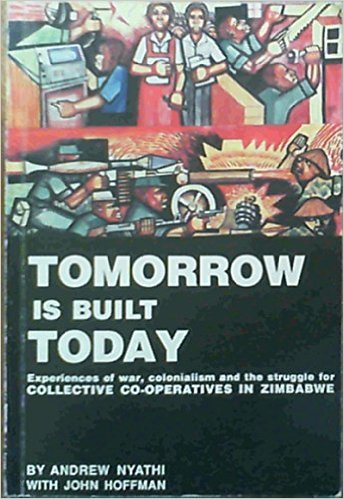 TOMORROW
IS BUILT
TODAY
Experiences of war, colonialism and the struggle for
COLLECTIVE CO-OPERATIVES IN ZIMBABWE
BY ANDREW NYATHI
WITH JOHN HOFFMAN